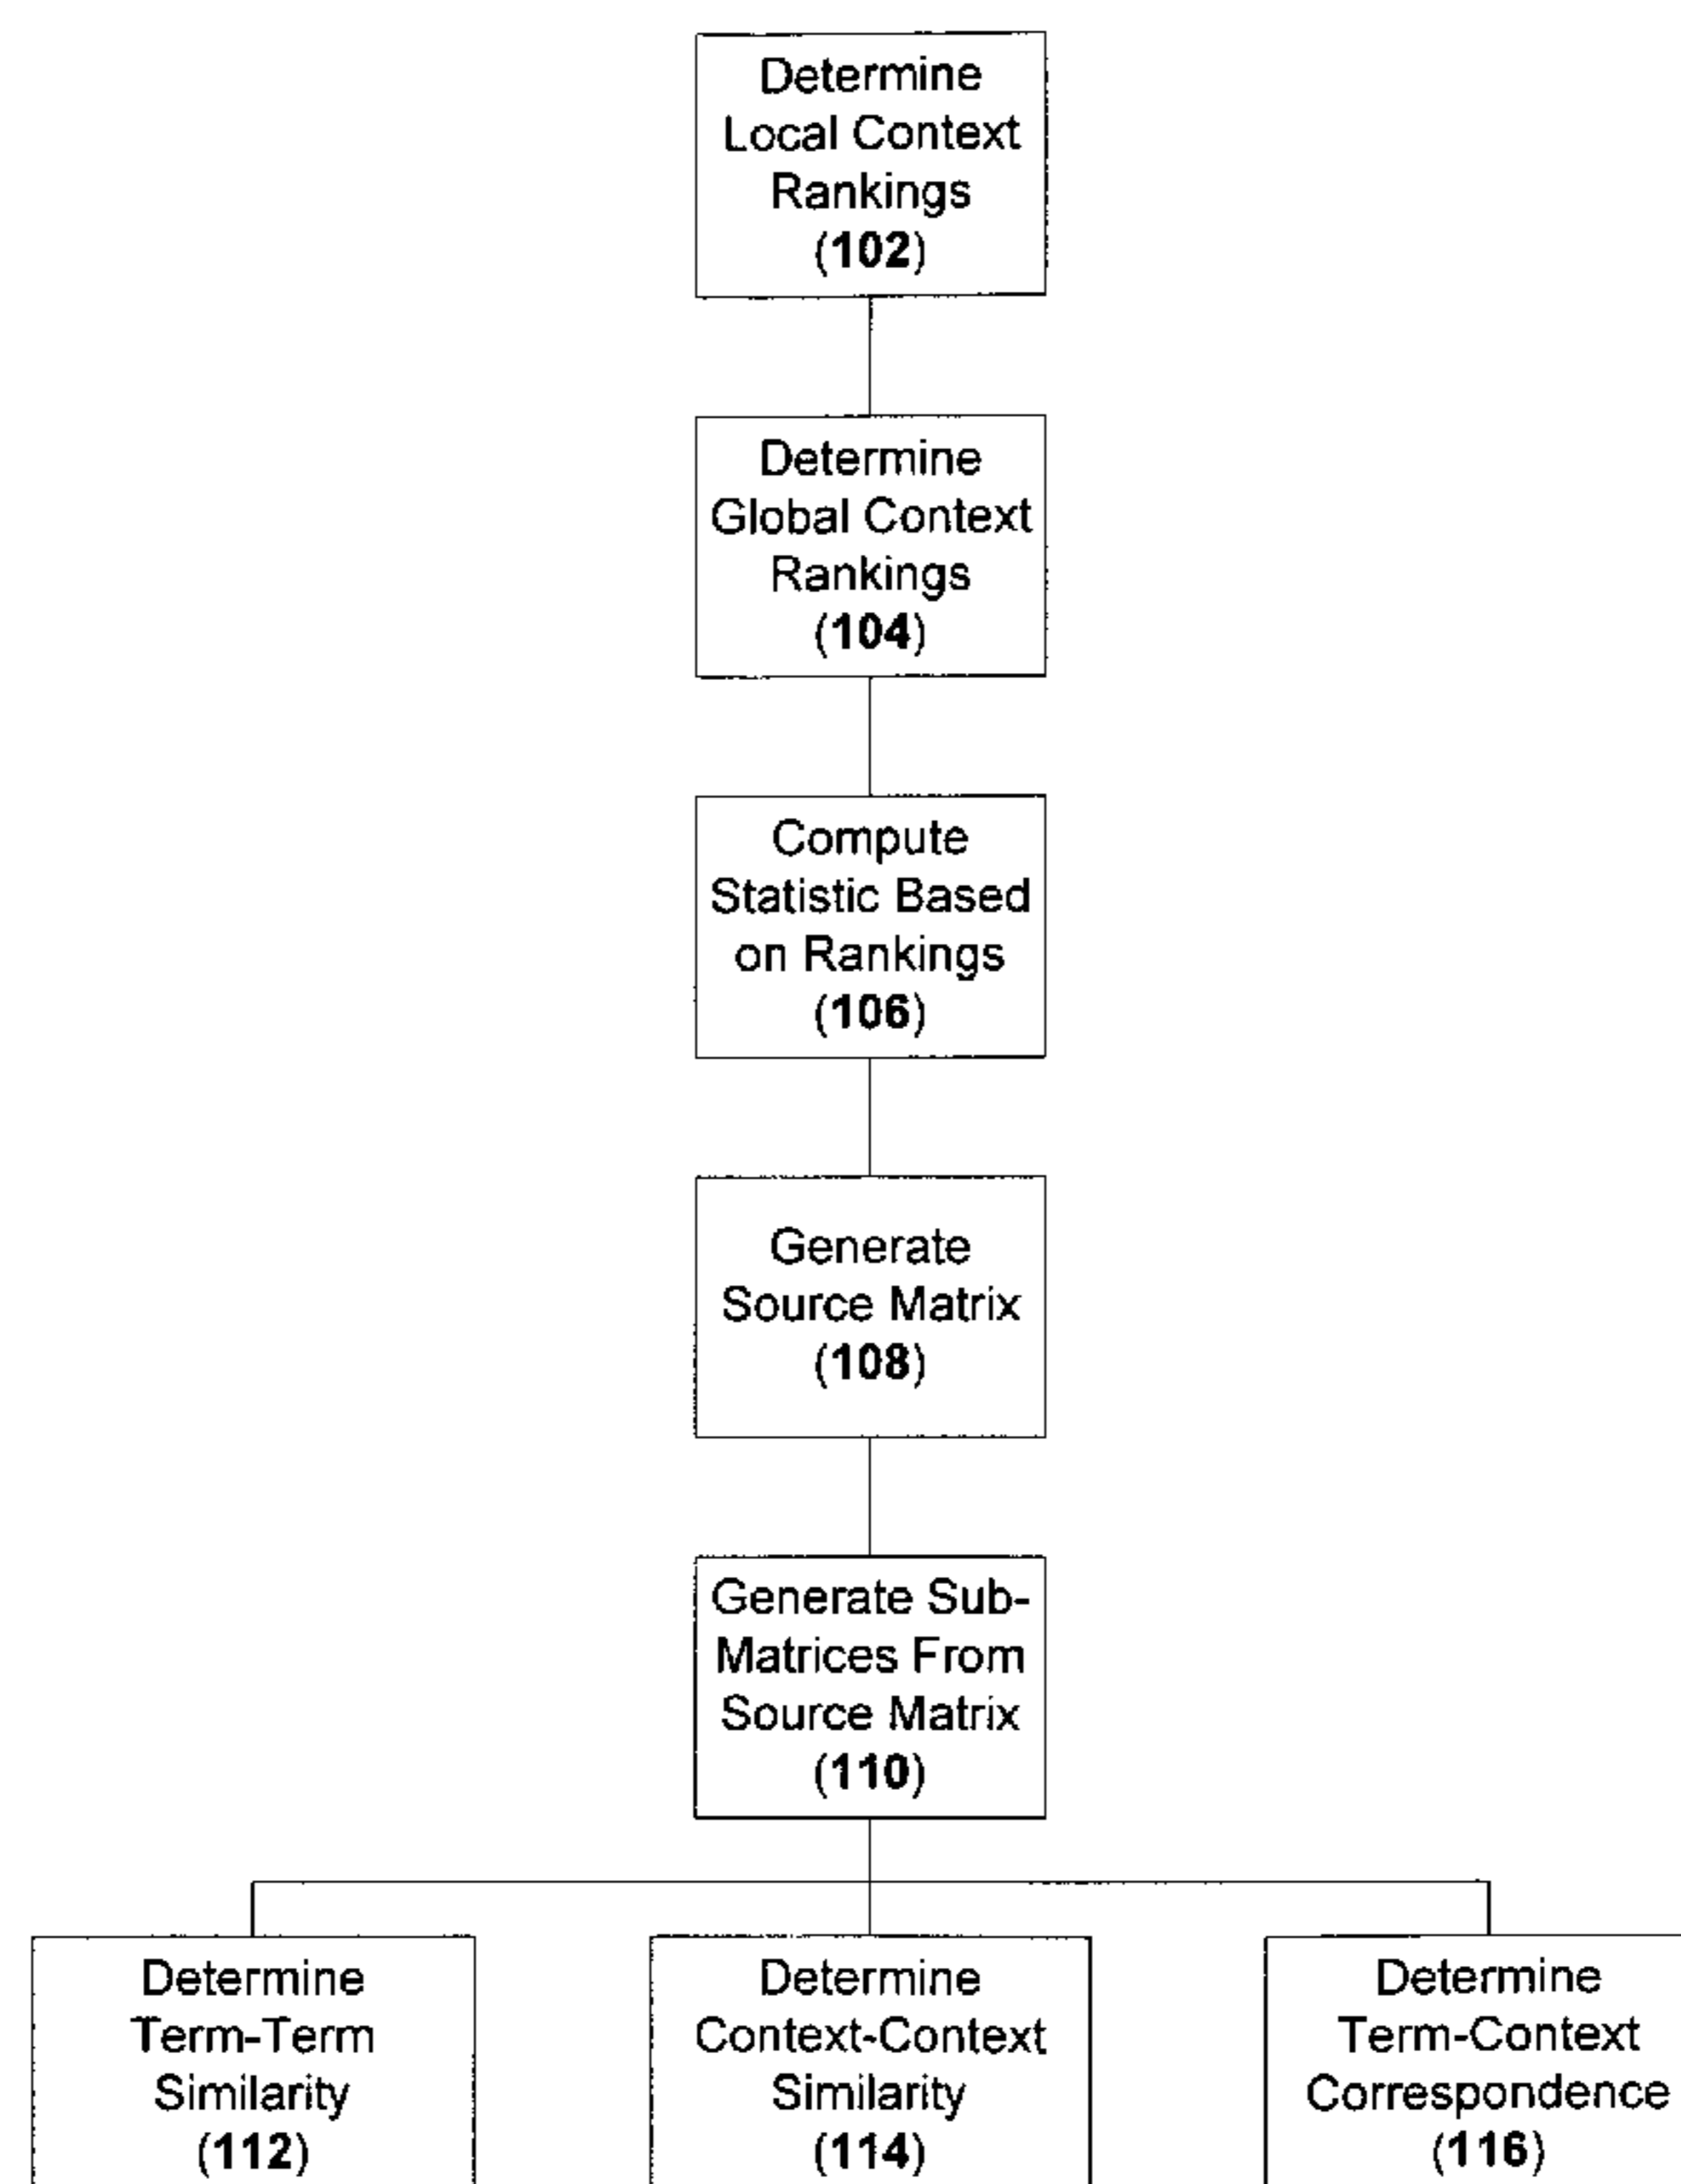 Determine
Local Context
Rankings
(102)
Determine
Global Context
Rankings
(104)
Compute
Statistic Based
on Rankings
(106)
Generate
Source Matrix
(108)
Generate Sub-
Matrices From
Source Matrix
(110)
Determine
Term-Term
Similarity
(112)
Determine
Context-Context
Similarity
(114)
Determine
Term-Context
Correspondence
(116)